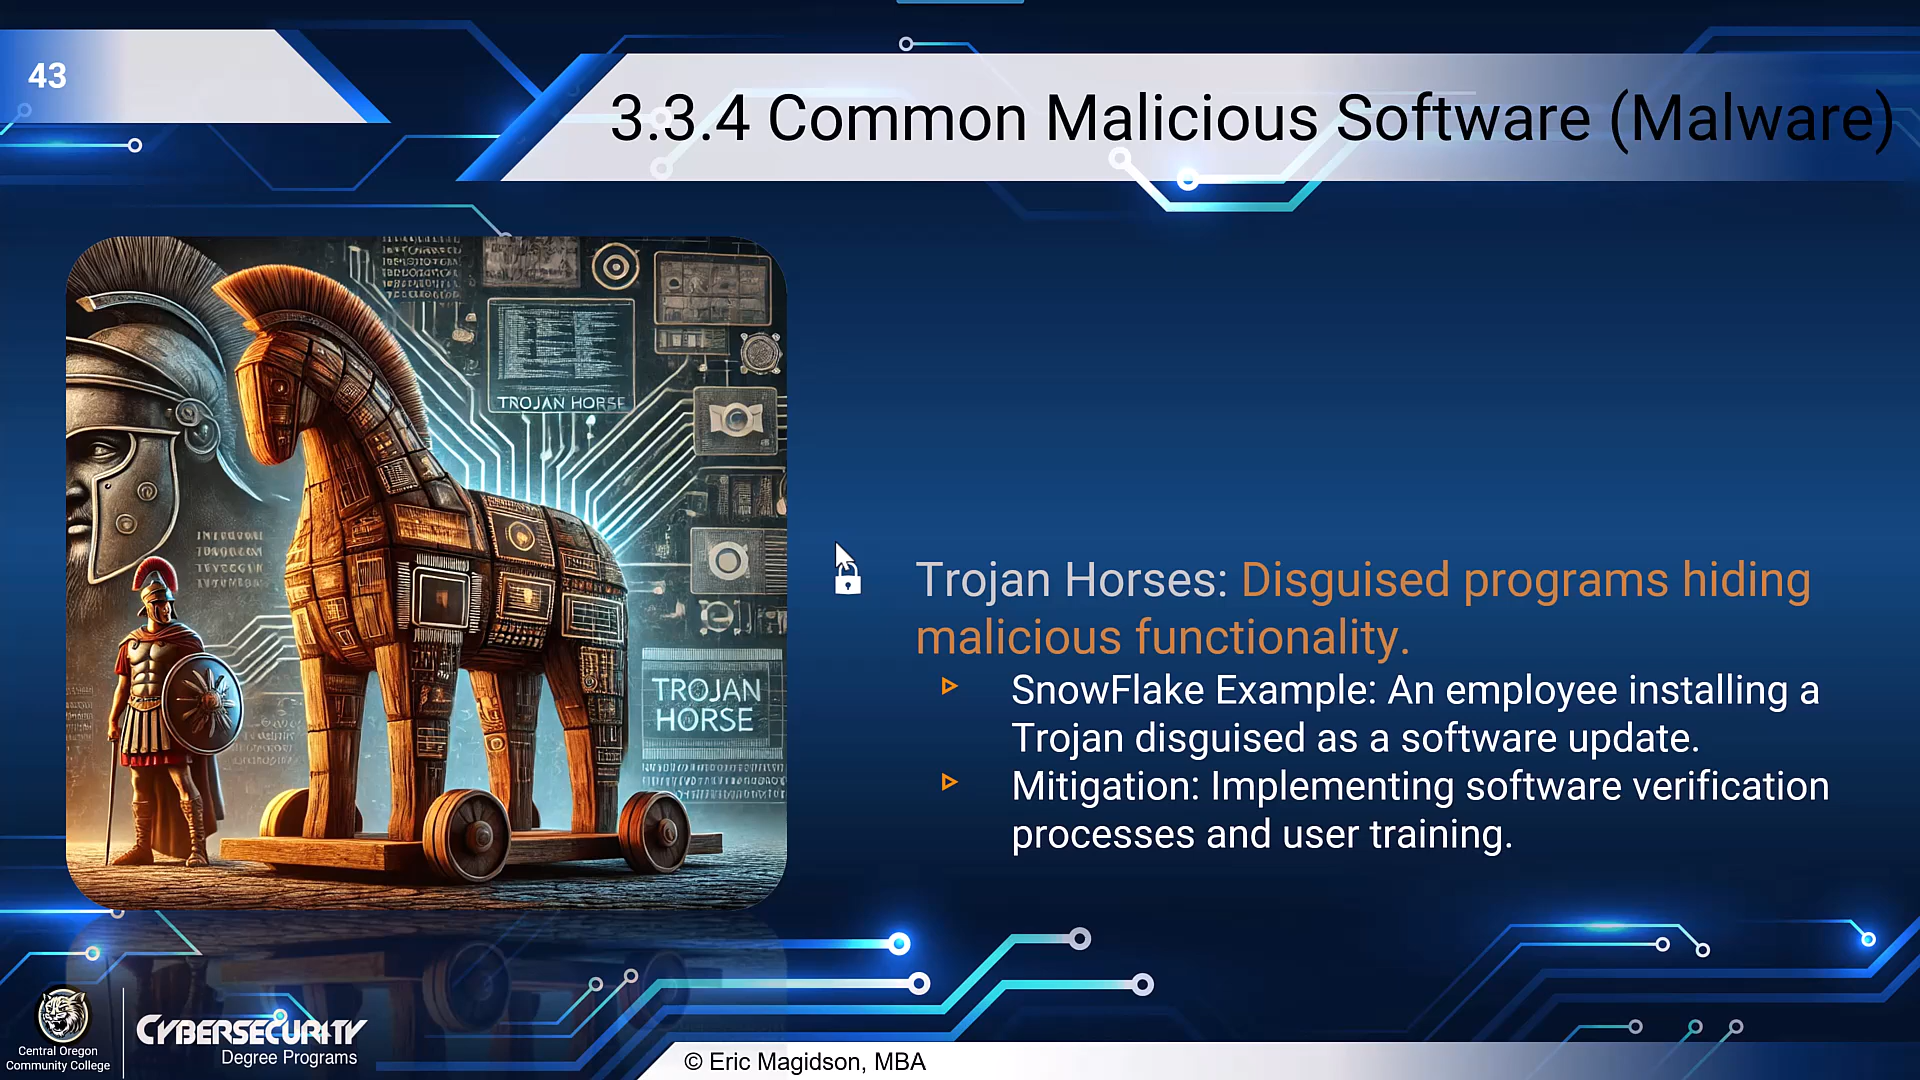 43
3.3.4 Common Malicious Software (Malware)
TROJAN HORSE
TROJAN
HORSE
Trojan Horses: Disguised programs hiding
malicious functionality.
SnowFlake Example: An employee installing a
Trojan disguised as a software update.
Mitigation: Implementing software verification
processes and user training.
Central Oregon
Community College
CYBERSECURITY
Degree Programs
© Eric Magidson, MBA